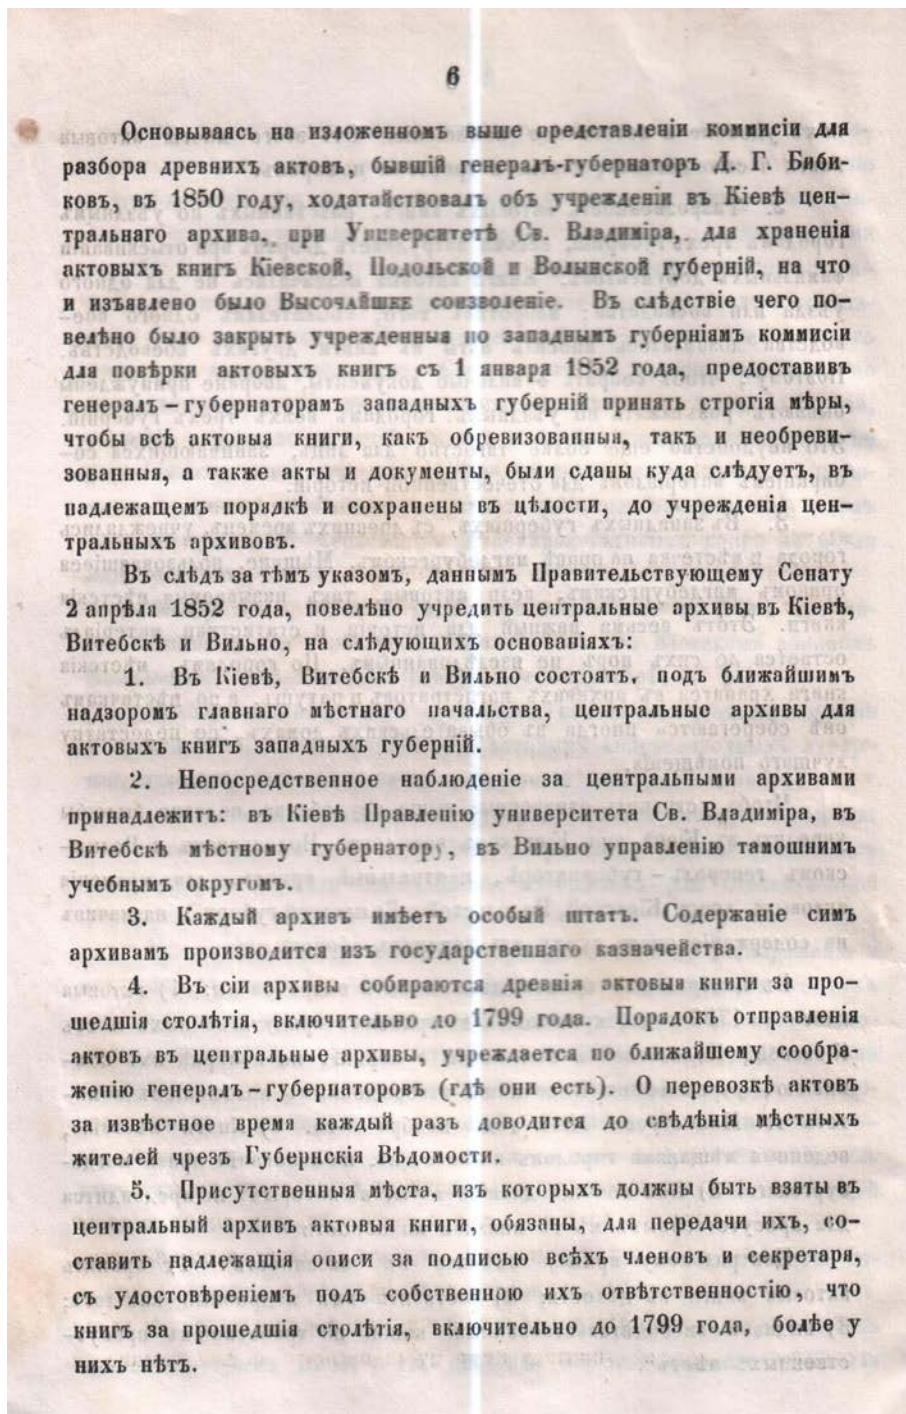 6
Основываясь на изложенномъ выше представленіи коммисіи для
разбора древнихъ актовъ, бывшій генералъ-губернаторъ Д. Г. Биби-
ковъ, въ 1850 году, ходатайствовалъ объ учрежденіи въ Кіевѣ цен-
тральнаго архива, при Университетѣ Св. Владиміра, для храненія
актовыхъ книгъ Кіевской, Подольской и Волынской губерній, на что
и изъявлено было Высочайшее соизволеніе. Въ слѣдствіе чего по-
велѣно было закрыть учрежденныя по западнымъ губерніямъ коммисіи
для повѣрки актовыхъ книгъ съ 1 января 1852 года, предоставивъ
генералъ-губернаторамъ западныхъ губерній принять строгія мѣры,
чтобы всѣ актовыя книги, какъ обревизованныя, такъ и необреви-
зованныя, а также акты и документы, были сданы куда слѣдуетъ, въ
надлежащемъ порядкѣ и сохранены въ цѣлости, до учрежденія цен-
тральныхъ архивовъ.
Въ слѣдъ за тѣмъ указомъ, даннымъ Правительствующему Сенату
2 апрѣля 1852 года, повелѣно учредить центральные архивы въ Кіевѣ,
Витебскѣ и Вильно, на слѣдующихъ основаніяхъ:
1. Въ Кіевѣ, Витебскѣ и Вильно состоятъ, подъ ближайшимъ
надзоромъ главнаго мѣстнаго начальства, центральные архивы для
актовыхъ книгъ западныхъ губерній.
2. Непосредственное наблюденіе за центральными архивами
принадлежитъ: въ Кіевѣ Правленію университета Св. Владиміра, въ
Витебскѣ мѣстному губернатору, въ Вильно управленію тамошнимъ
учебнымъ округомъ.
3. Каждый архивъ имѣетъ особый штатъ. Содержаніе симъ
архивамъ производится изъ государственнаго казначейства.
4. Въ сіи архивы собираются древнія актовыя книги за про-
шедшія столѣтія, включительно до 1799 года. Порядокъ отправленія
актовъ въ центральные архивы, учреждается по ближайшему сообра-
женію генералъ-губернаторовъ (гдѣ они есть). О перевозкѣ актовъ
за извѣстное время каждый разъ доводится до свѣдѣнія мѣстныхъ
жителей чрезъ Губернскія Вѣдомости.
5. Присутственныя мѣста, изъ которыхъ должны быть взяты въ
центральный архивъ актовыя книги, обязаны, для передачи ихъ, со-
ставить надлежащія описи за подписью всѣхъ членовъ и секретаря,
съ удостовѣреніемъ подъ собственною ихъ отвѣтственностію, что
книгъ за прошедшія столѣтія, включительно до 1799 года, болѣе у
нихъ нѣтъ.